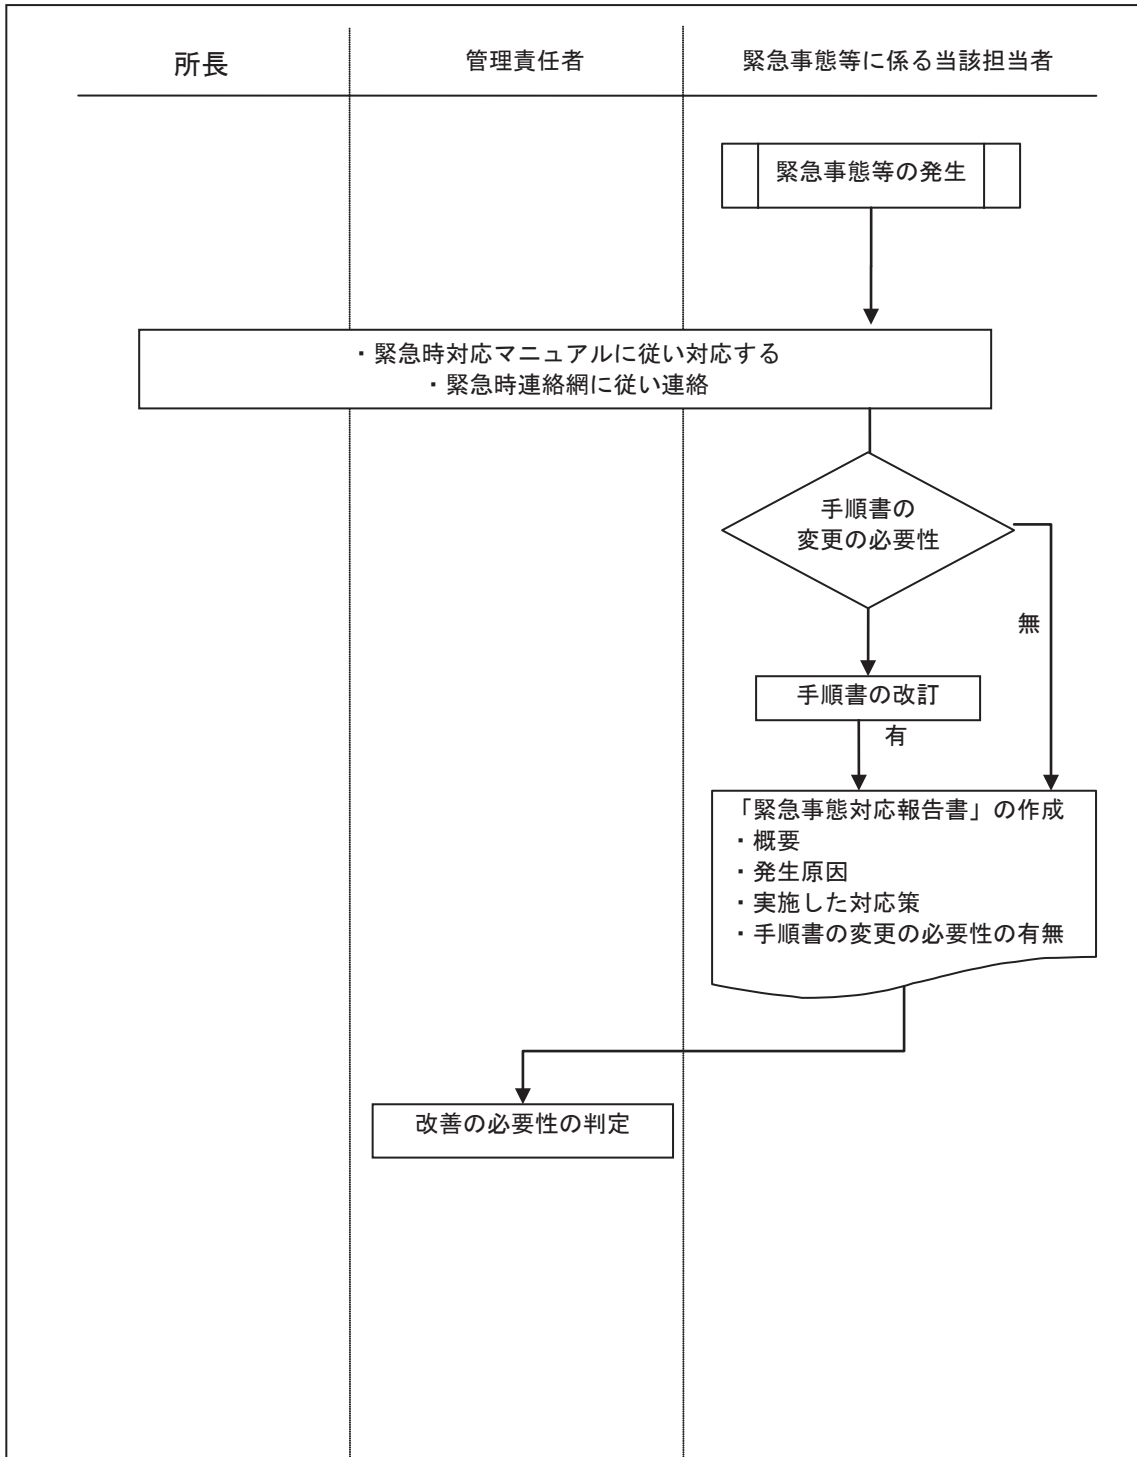 所長
管理責任者
緊急事態等に係る当該担当者
緊急事態等の発生
・緊急時対応マニュアルに従い対応する
・緊急時連絡網に従い連絡
手順書の
変更の必要性
無
手順書の改訂
有
「緊急事態対応報告書」の作成
・概要
・発生原因
・実施した対応策
・手順書の変更の必要性の有無
改善の必要性の判定